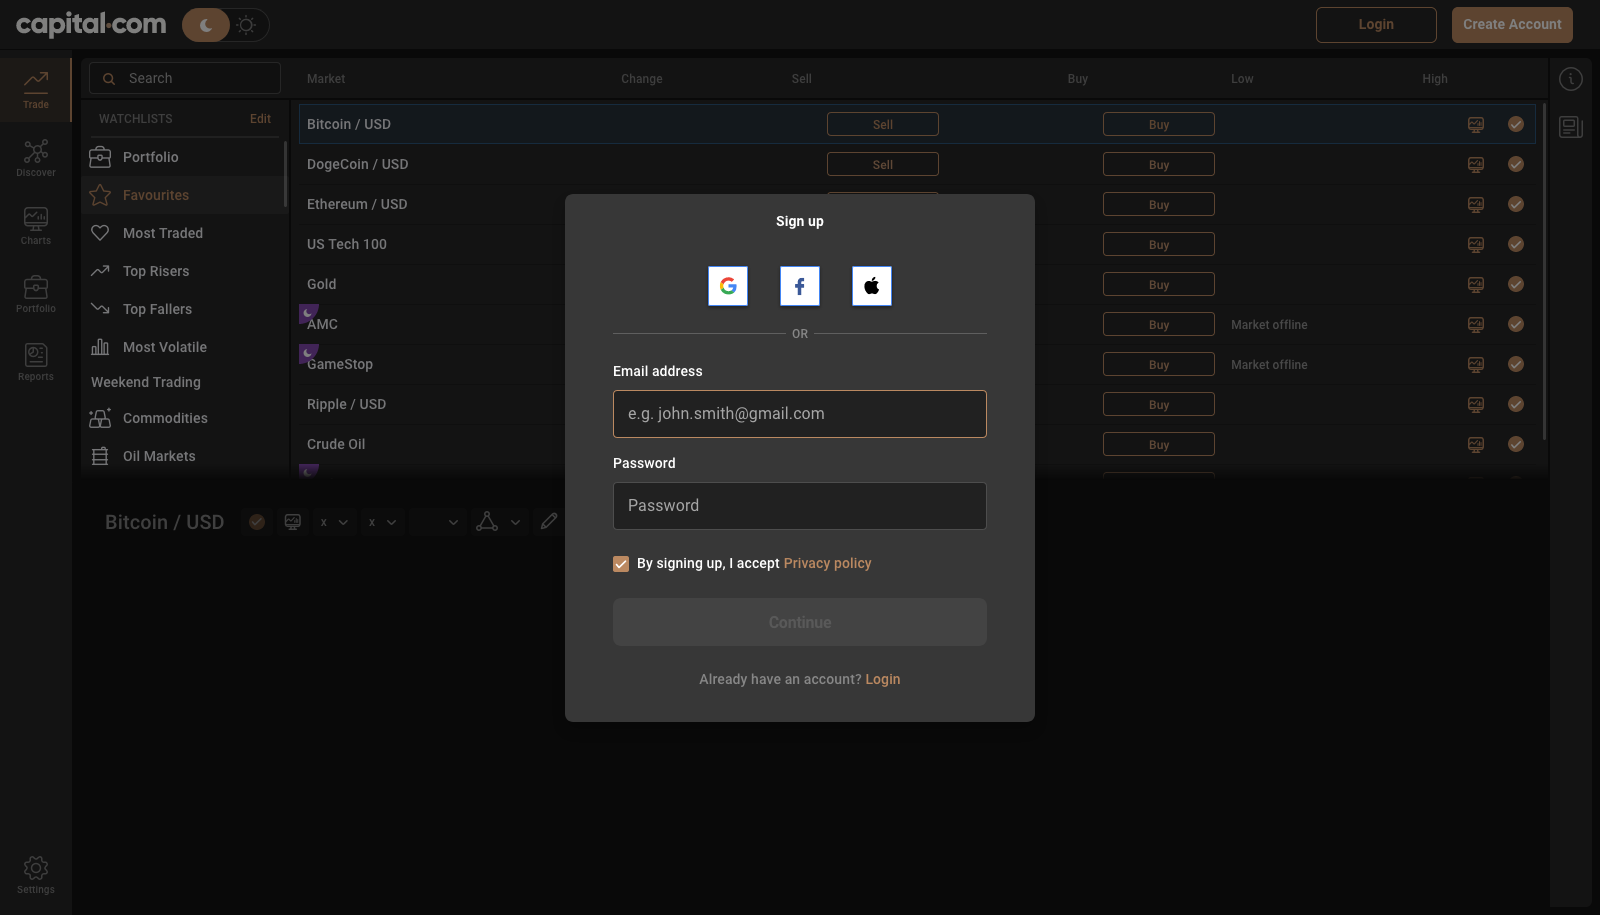 capital.com
Login
Create Account
Trade
Discover
Charts
Portfolio
Reports
Settings
Search
WATCHLISTS Edit
Portfolio
Favourites
Most Traded
Top Risers
Top Fallers
Most Volatile
Weekend Trading
Commodities
Oil Markets
Market Change Sell Buy Low High
Bitcoin / USD Sell Buy
DogeCoin / USD Sell Buy
Ethereum / USD Buy
US Tech 100 Buy
Gold Buy
AMC Buy Market offline
GameStop Buy Market offline
Ripple / USD Buy
Crude Oil Buy
Bitcoin / USD x x
Sign up
OR
Email address
e.g. john.smith@gmail.com
Password
Password
By signing up, I accept Privacy policy
Continue
Already have an account? Login